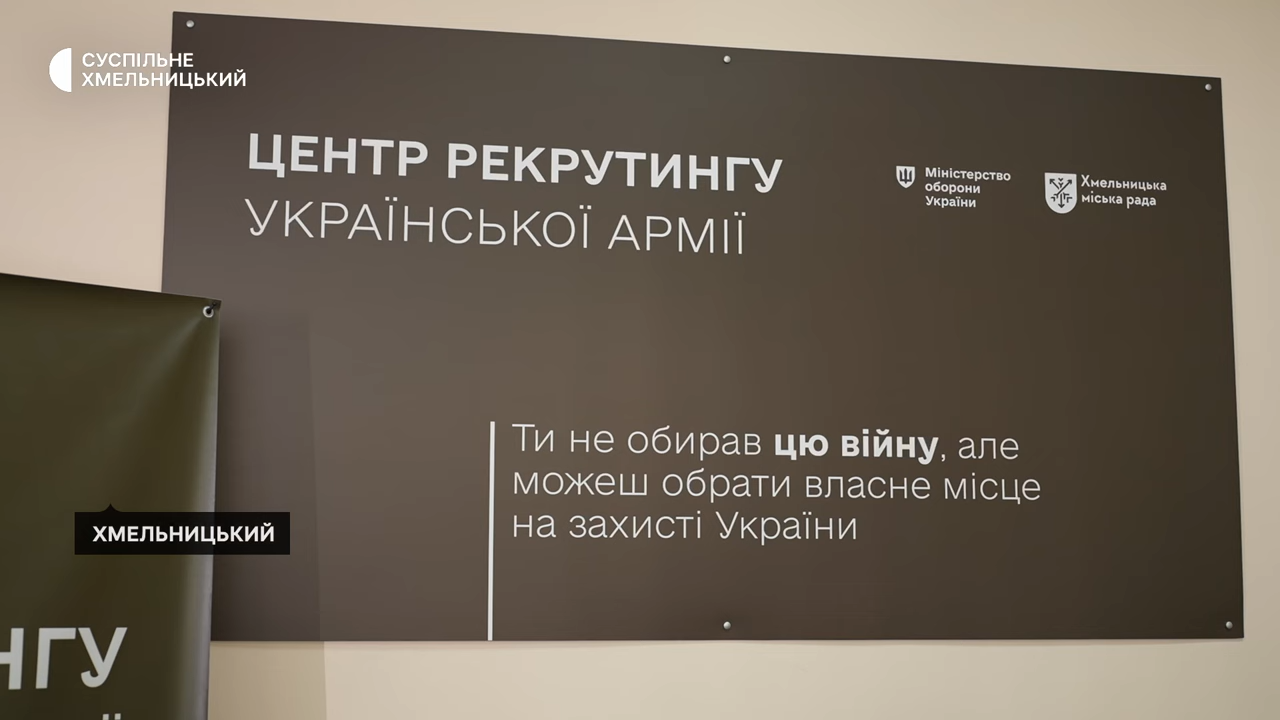 СУСПІЛЬНЕ
ХМЕЛЬНИЦЬКИЙ
ЦЕНТР РЕКРУТИНГУ
УКРАЇНСЬКОЇ АРМІЇ
Міністерство
оборони
України
Хмельницька
міська рада
Ти не обирав цю війну, але
можеш обрати власне місце
на захисті України
ХМЕЛЬНИЦЬКИЙ
НГУ